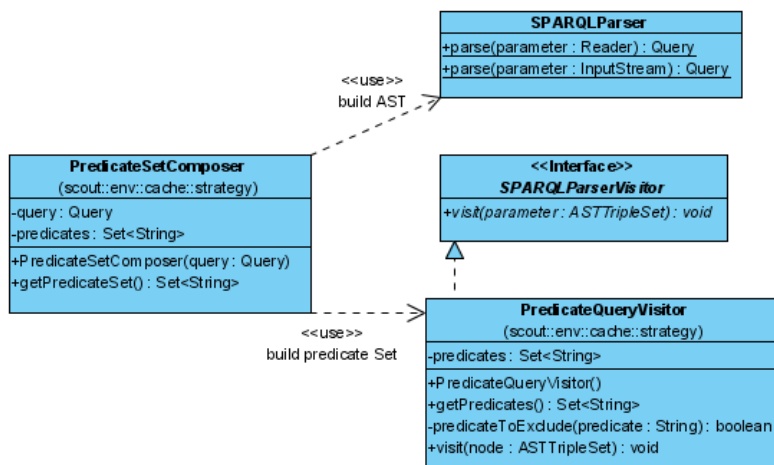 SPARQLParser
+parse(parameter : Reader) : Query
+parse(parameter : InputStream) : Query
<<use>>
build AST
PredicateSetComposer
(scout::env::cache::strategy)
-query : Query
-predicates : Set<String>
+PredicateSetComposer(query : Query)
+getPredicateSet() : Set<String>
<<Interface>>
SPARQLParserVisitor
+visit(parameter : ASTTripleSet) : void
<<use>>
build predicate Set
PredicateQueryVisitor
(scout::env::cache::strategy)
-predicates : Set<String>
+PredicateQueryVisitor()
+getPredicates() : Set<String>
-predicateToExclude(predicate : String) : boolean
+visit(node : ASTTripleSet) : void